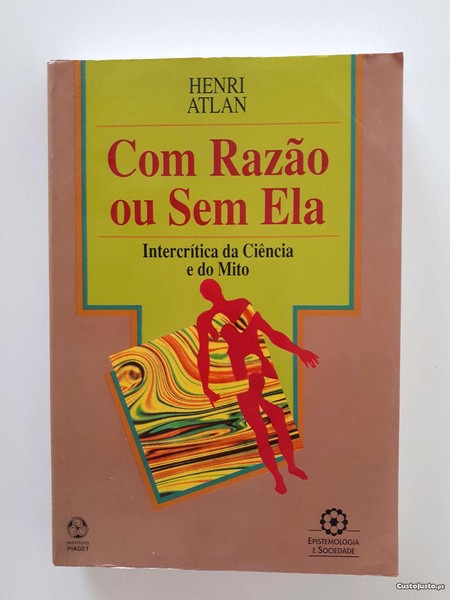 HENRI
ATLAN
Com Razão
ou Sem Ela
Intercrítica da Ciência
e do Mito
INSTITUTO
PIAGET
EPISTEMOLOGIA
E SOCIEDADE
CustoJusto.pt